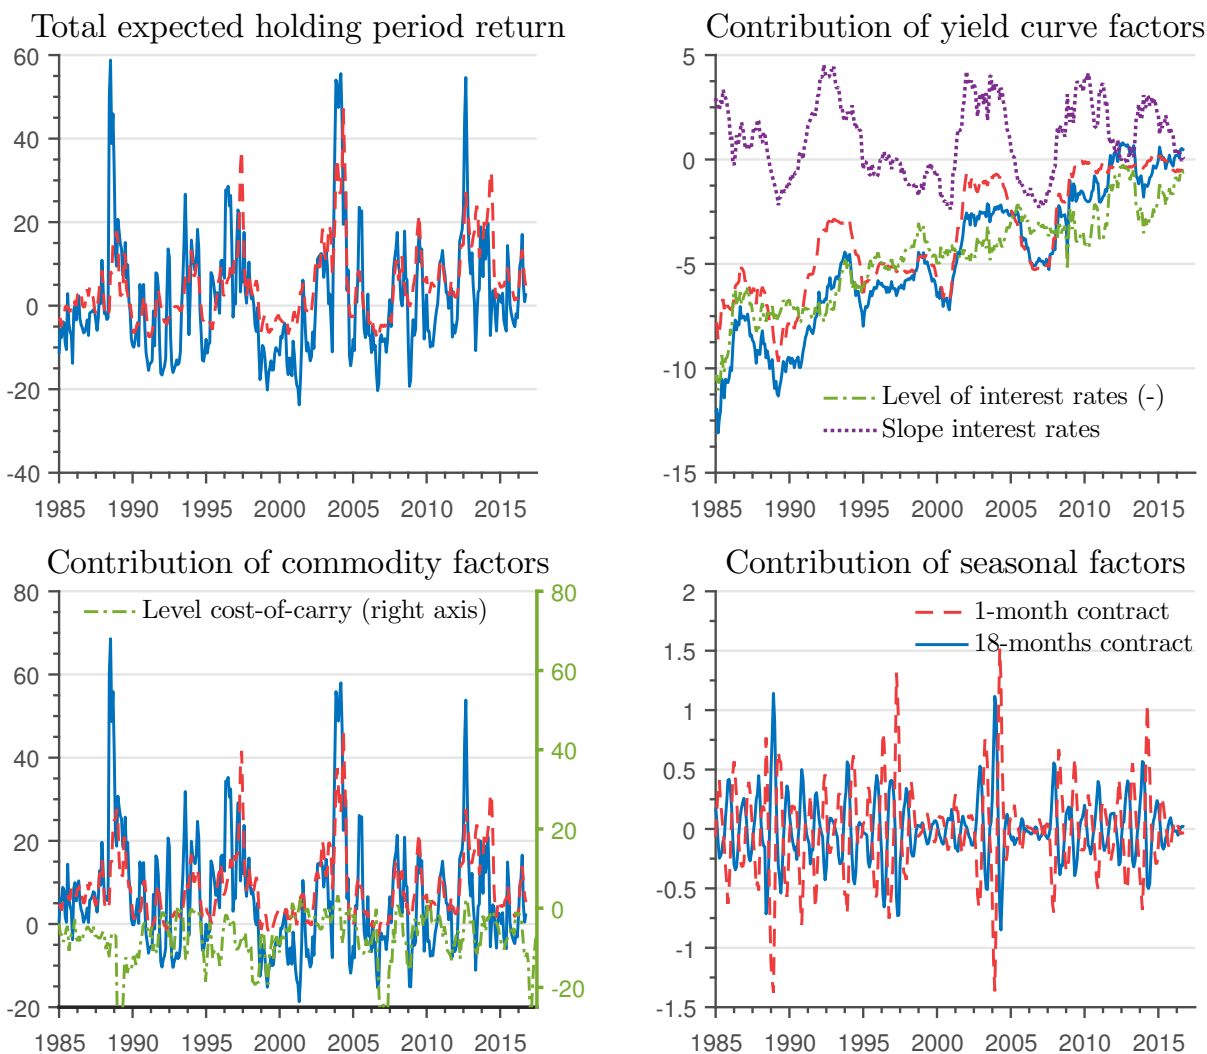 Total expected holding period return
60
40
20
0
-20
-40
1985 1990 1995 2000 2005 2010 2015
Contribution of yield curve factors
5
0
-5
-10
-15
Level of interest rates (-)
Slope interest rates
1985 1990 1995 2000 2005 2010 2015
Contribution of commodity factors
80
60
40
20
0
-20
Level cost-of-carry (right axis)
80
60
40
20
0
-20
1985 1990 1995 2000 2005 2010 2015
Contribution of seasonal factors
2
1.5
1
0.5
0
-0.5
-1
-1.5
1-month contract
18-months contract
1985 1990 1995 2000 2005 2010 2015